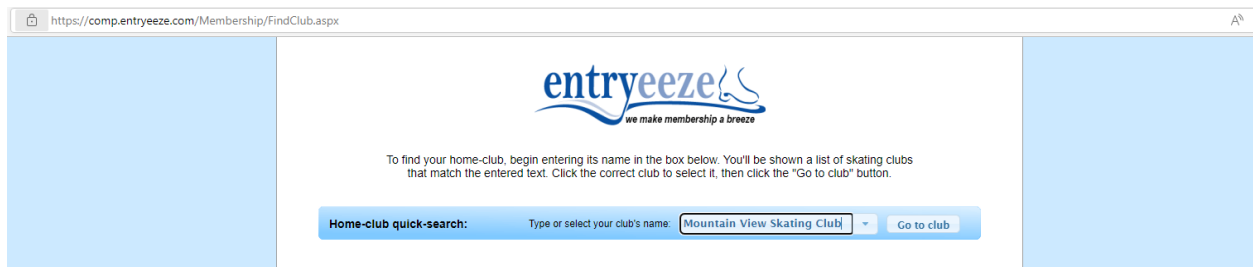 https://comp.entryeeze.com/Membership/FindClub.aspx
A
entryeeze
we make membership a breeze
To find your home-club, begin entering its name in the box below. You'll be shown a list of skating clubs
that match the entered text. Click the correct club to select it, then click the "Go to club" button.
Home-club quick-search: Type or select your club's name: Mountain View Skating Club Go to club